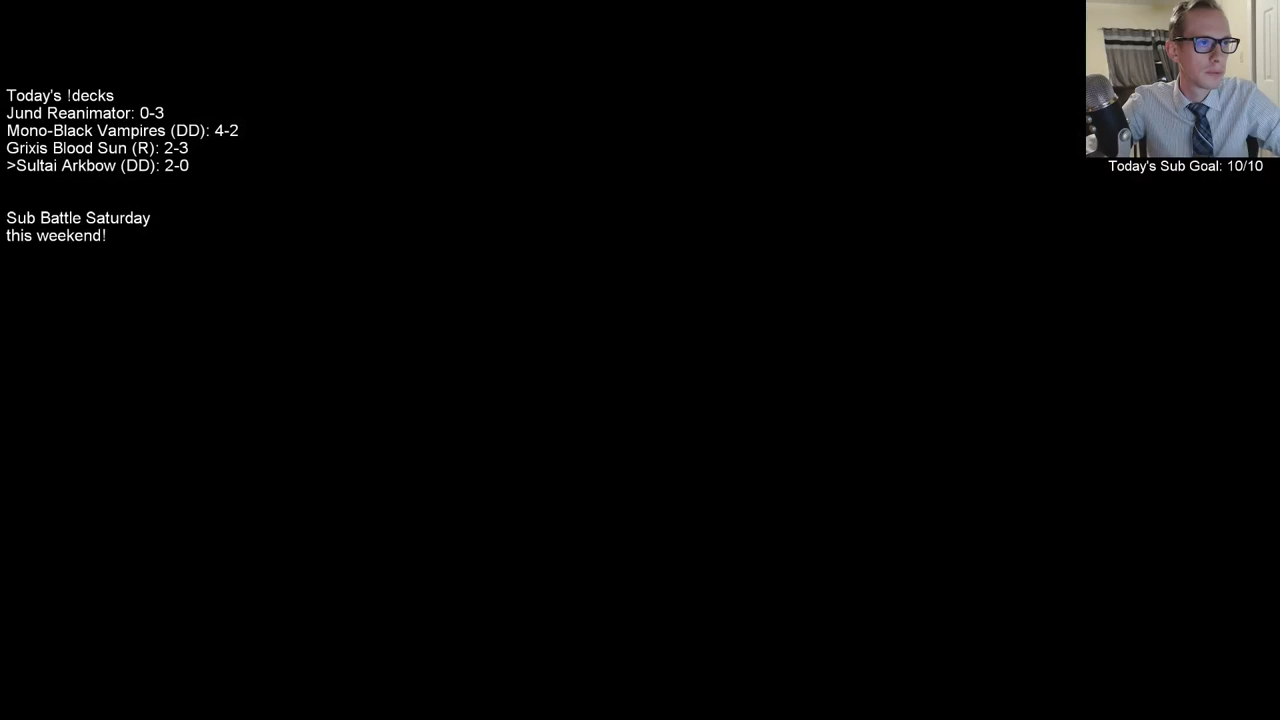 Today's !decks
Jund Reanimator: 0-3
Mono-Black Vampires (DD): 4-2
Grixis Blood Sun (R): 2-3
>Sultai Arkbow (DD): 2-0
Sub Battle Saturday
this weekend!
Today's Sub Goal: 10/10